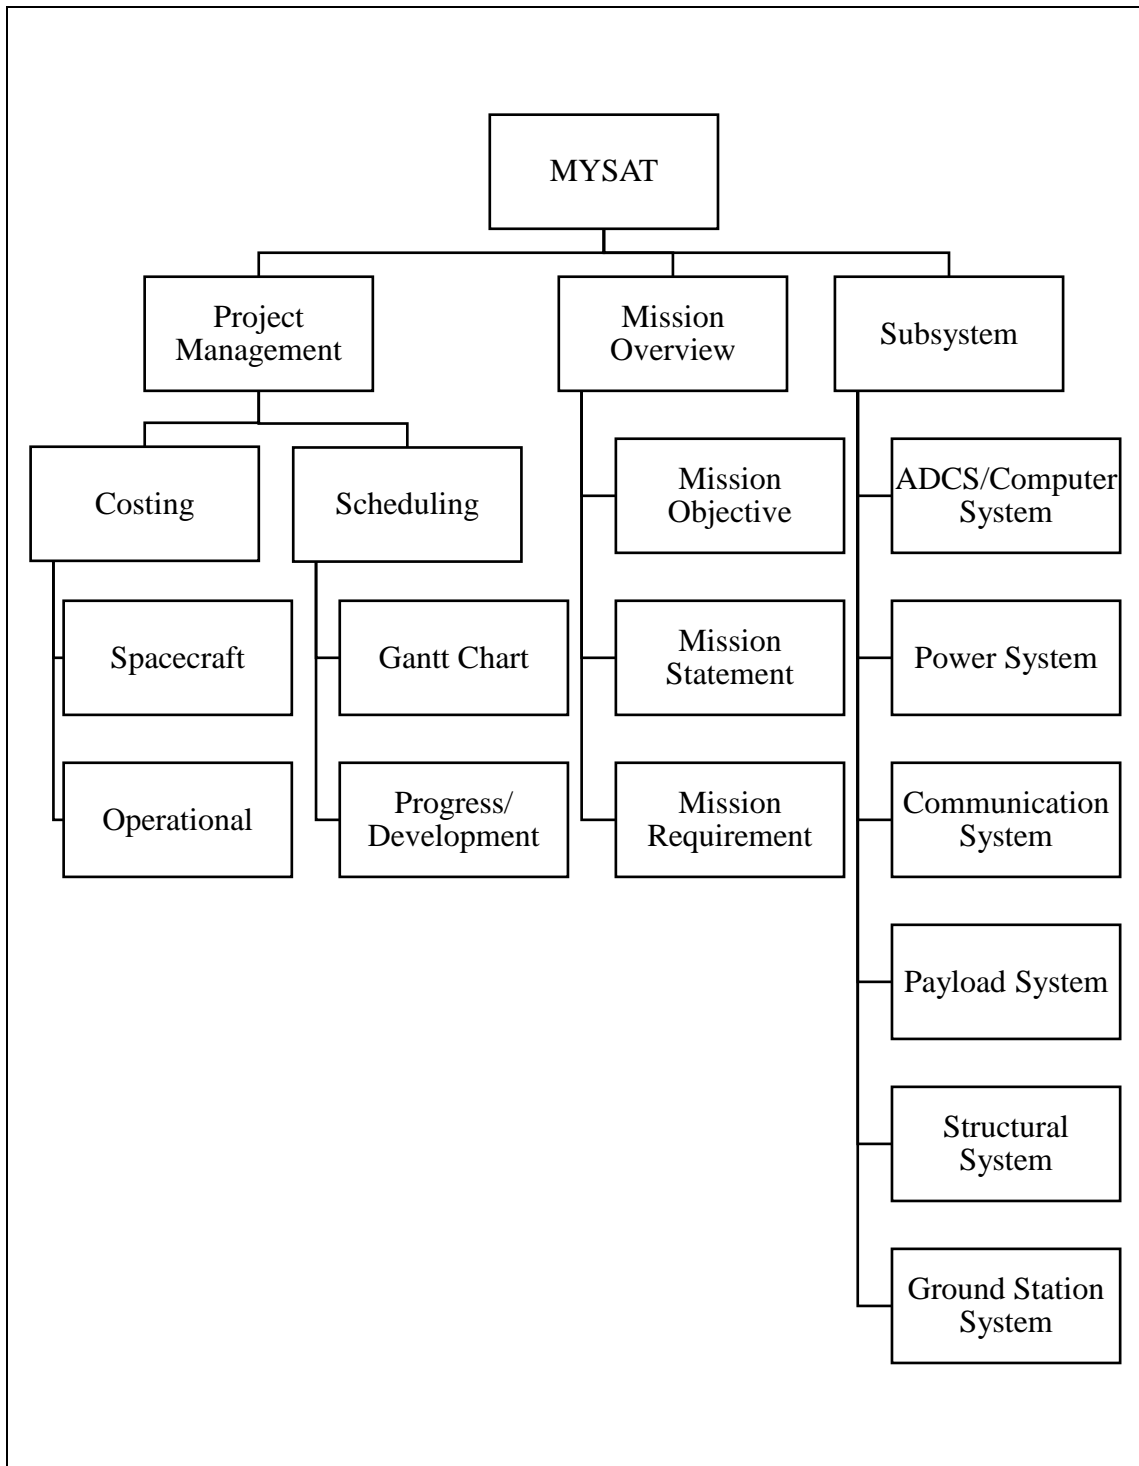 MYSAT
Project
Management
Mission
Overview
Subsystem
Costing
Scheduling
Mission
Objective
ADCS/Computer
System
Spacecraft
Gantt Chart
Mission
Statement
Power System
Operational
Progress/
Development
Mission
Requirement
Communication
System
Payload System
Structural
System
Ground Station
System